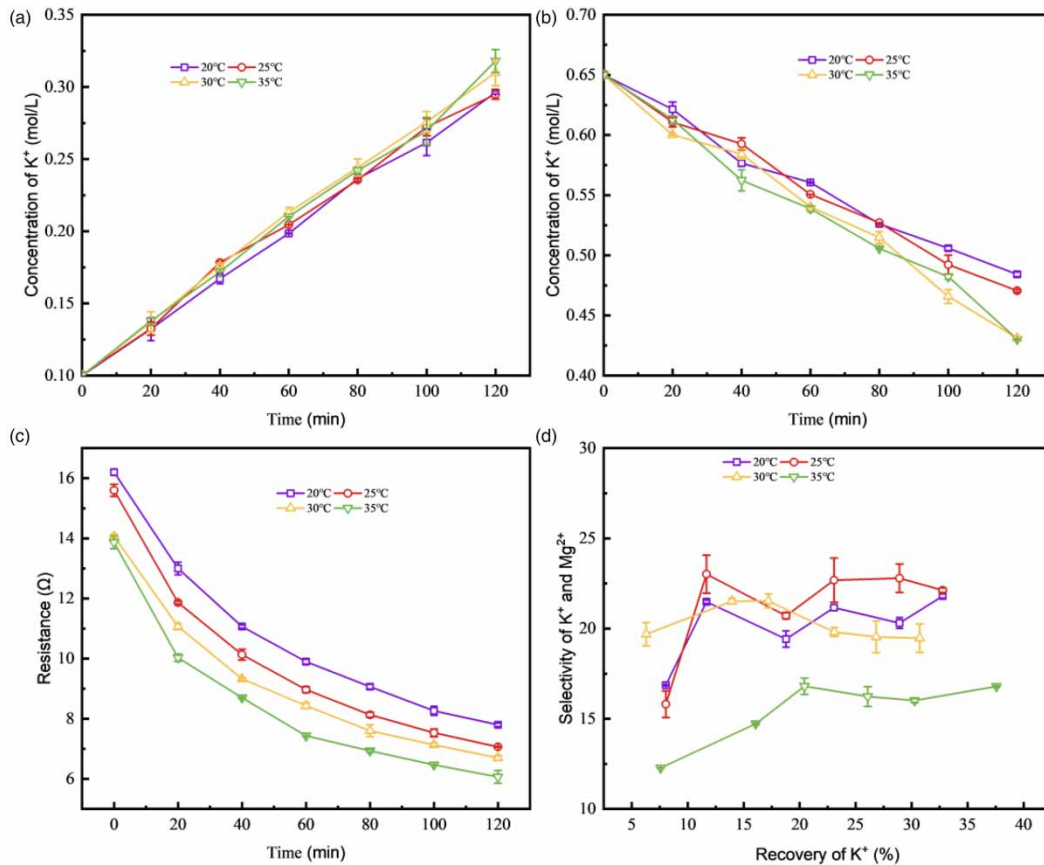 (a)
0.35
0.30
0.25
0.20
0.15
0.10
Concentration of K⁺ (mol/L)
20℃ 25℃
30℃ 35℃
0 20 40 60 80 100 120
Time (min)
(b)
0.70
0.65
0.60
0.55
0.50
0.45
0.40
Concentration of K⁺ (mol/L)
20℃ 25℃
30℃ 35℃
0 20 40 60 80 100 120
Time (min)
(c)
16
14
12
10
8
6
Resistance (Ω)
20℃ 25℃
30℃ 35℃
0 20 40 60 80 100 120
Time (min)
(d)
30
25
20
15
10
Selectivity of K⁺ and Mg²⁺
20℃ 25℃
30℃ 35℃
5 10 15 20 25 30 35 40
Recovery of K⁺ (%)